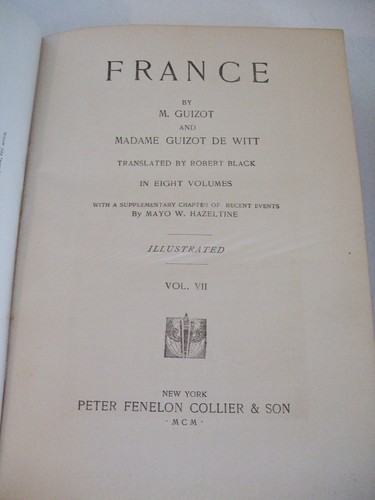 FRANCE
BY
M. GUIZOT
AND
MADAME GUIZOT DE WITT
TRANSLATED BY ROBERT BLACK
IN EIGHT VOLUMES
WITH A SUPPLEMENTARY CHAPTER OF RECENT EVENTS
By MAYO W. HAZELTINE
ILLUSTRATED
VOL. VII
NEW YORK
PETER FENELON COLLIER & SON
· MCM ·